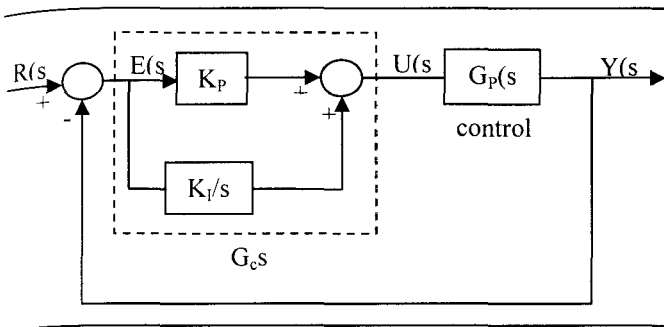 R(s
+
-
E(s
K_P
+
+
K_I/s
G_cs
U(s
G_P(s
control
Y(s